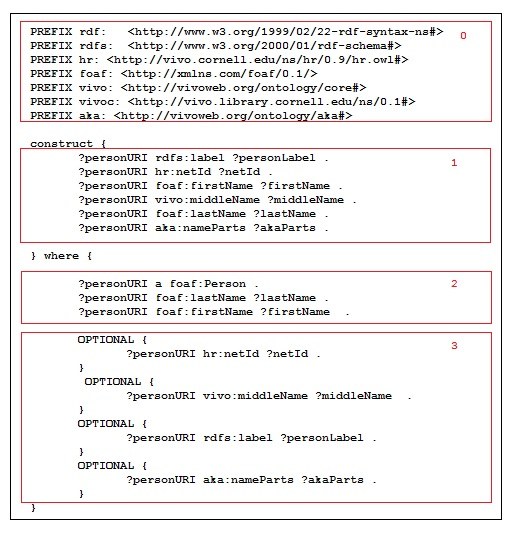 PREFIX rdf:   <http://www.w3.org/1999/02/22-rdf-syntax-ns#>
0
PREFIX rdfs:  <http://www.w3.org/2000/01/rdf-schema#>
PREFIX hr: <http://vivo.cornell.edu/ns/hr/0.9/hr.owl#>
PREFIX foaf: <http://xmlns.com/foaf/0.1/>
PREFIX vivo: <http://vivoweb.org/ontology/core#>
PREFIX vivoc: <http://vivo.library.cornell.edu/ns/0.1#>
PREFIX aka: <http://vivoweb.org/ontology/aka#>
construct {
?personURI rdfs:label ?personLabel .
1
?personURI hr:netId ?netId .
?personURI foaf:firstName ?firstName .
?personURI vivo:middleName ?middleName .
?personURI foaf:lastName ?lastName .
?personURI aka:nameParts ?akaParts .
} where {
?personURI a foaf:Person .
2
?personURI foaf:lastName ?lastName .
?personURI foaf:firstName ?firstName  .
OPTIONAL {
3
?personURI hr:netId ?netId .
}
OPTIONAL {
?personURI vivo:middleName ?middleName  .
}
OPTIONAL {
?personURI rdfs:label ?personLabel .
}
OPTIONAL {
?personURI aka:nameParts ?akaParts .
}
}